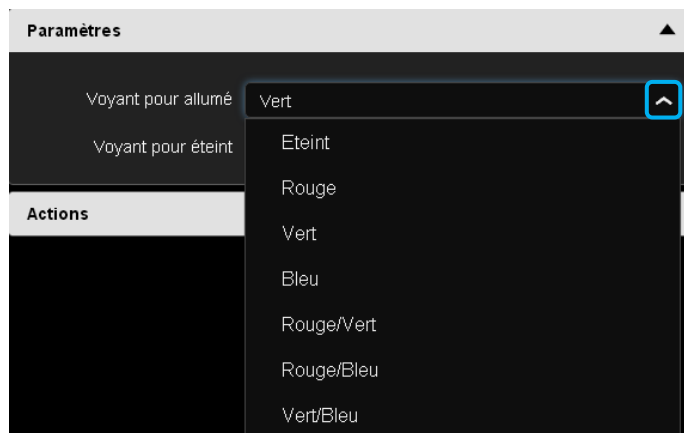 Paramètres
Voyant pour allumé Vert
Voyant pour éteint Eteint
Rouge
Actions
Vert
Bleu
Rouge/Vert
Rouge/Bleu
Vert/Bleu